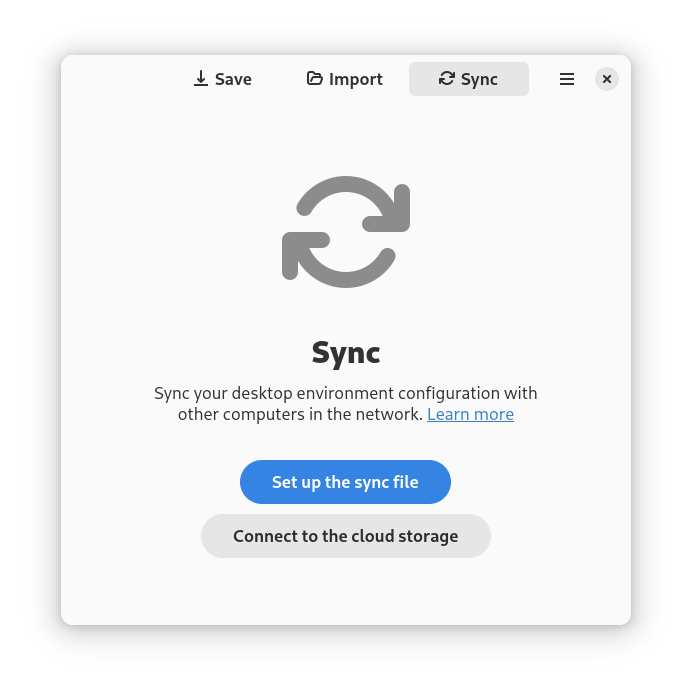 Save
Import
Sync
Sync
Sync your desktop environment configuration with
other computers in the network. Learn more
Set up the sync file
Connect to the cloud storage